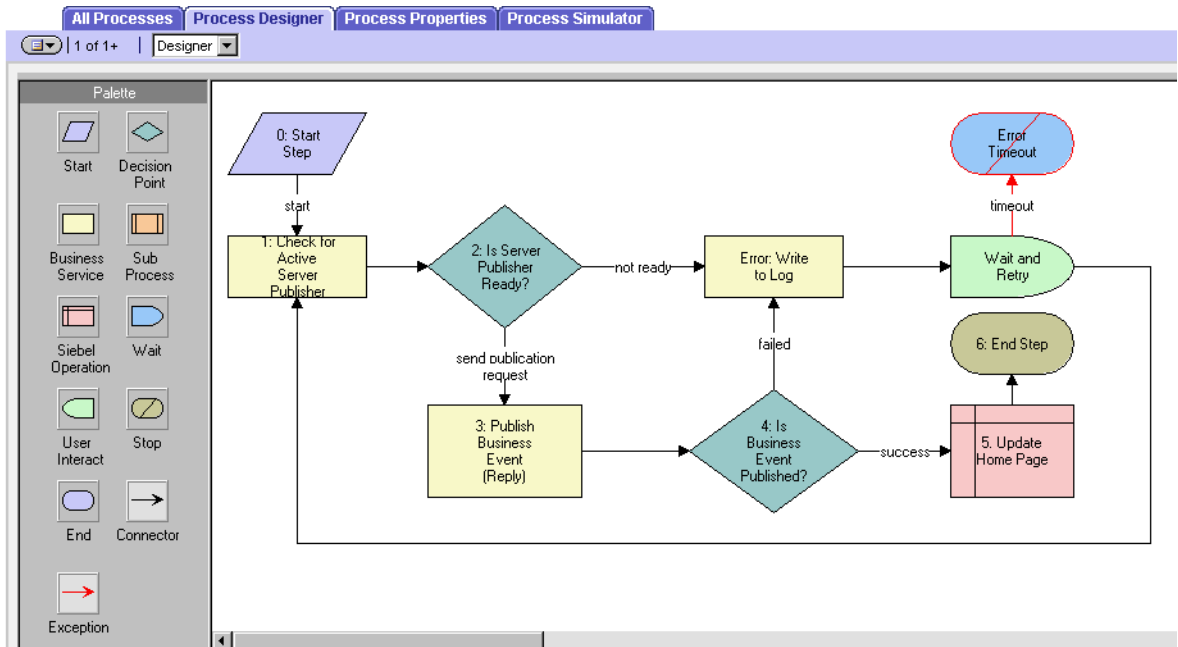 All Processes
Process Designer
Process Properties
Process Simulator
1 of 1+
Designer
Palette
Start
Decision
Point
Business
Service
Sub
Process
Siebel
Operation
Wait
User
Interact
Stop
End
Connector
Exception
0: Start
Step
start
1: Check for
Active
Server
Publisher
2: Is Server
Publisher
Ready?
not ready
Error: Write
to Log
Wait and
Retry
timeout
Error
Timeout
send publication
request
3: Publish
Business
Event
(Reply)
4: Is
Business
Event
Published?
failed
success
5. Update
Home Page
6: End Step